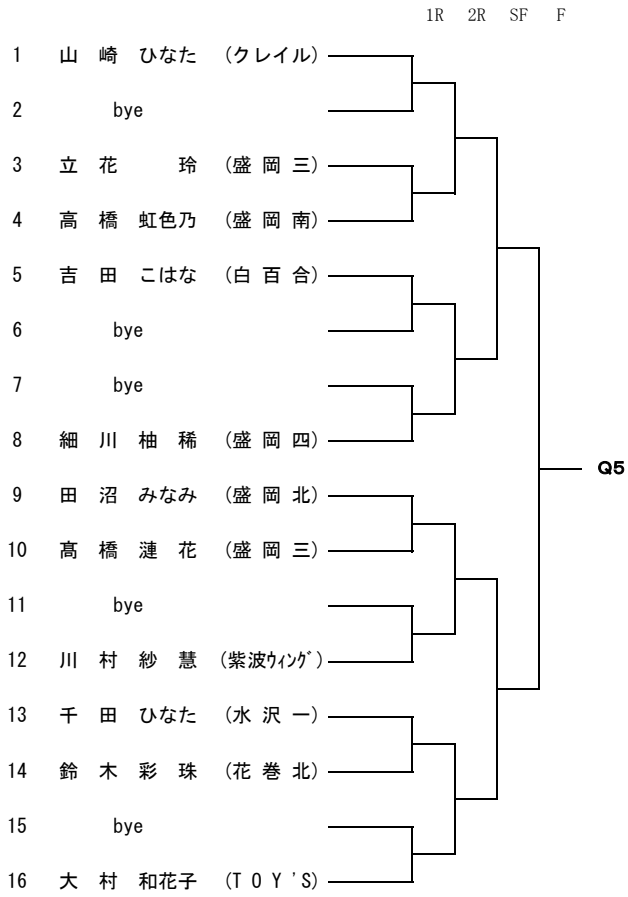 1R 2R SF F
1 山 崎 ひなた (クレイル)
2 bye
3 立 花 玲 (盛 岡 三)
4 高 橋 虹色乃 (盛 岡 南)
5 吉 田 こはな (白 百 合)
6 bye
7 bye
8 細 川 柚 稀 (盛 岡 四)
Q5
9 田 沼 みなみ (盛 岡 北)
10 髙 橋 漣 花 (盛 岡 三)
11 bye
12 川 村 紗 慧 (紫波ｳｨﾝｸﾞ)
13 千 田 ひなた (水 沢 一)
14 鈴 木 彩 珠 (花 巻 北)
15 bye
16 大 村 和花子 (T O Y 'S)